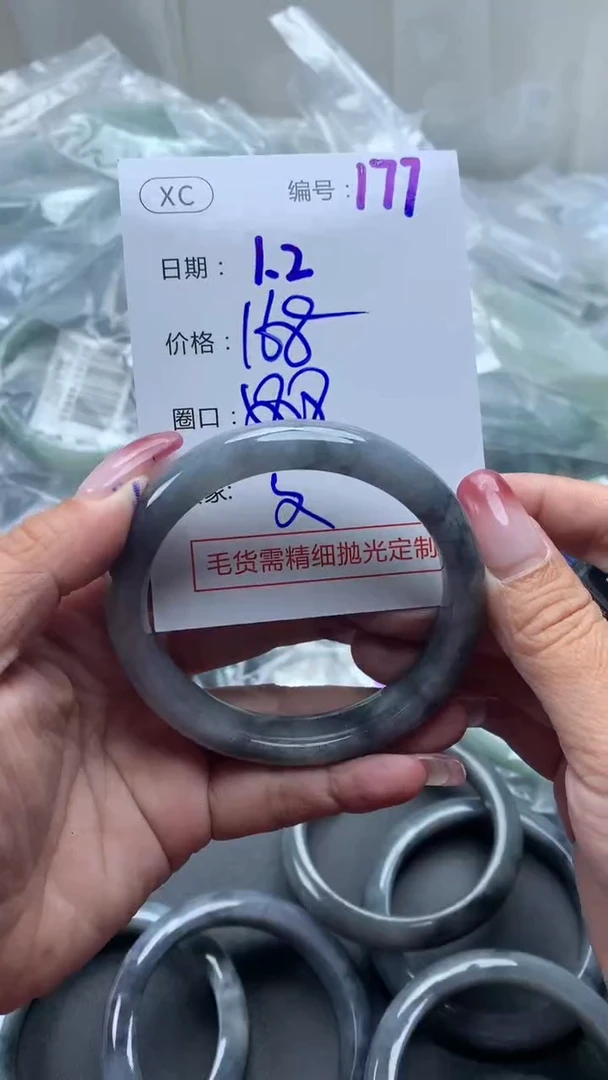 XC
编号：177
日期： 1.2
价格：168
圈口：
家:
毛货需精细抛光定制